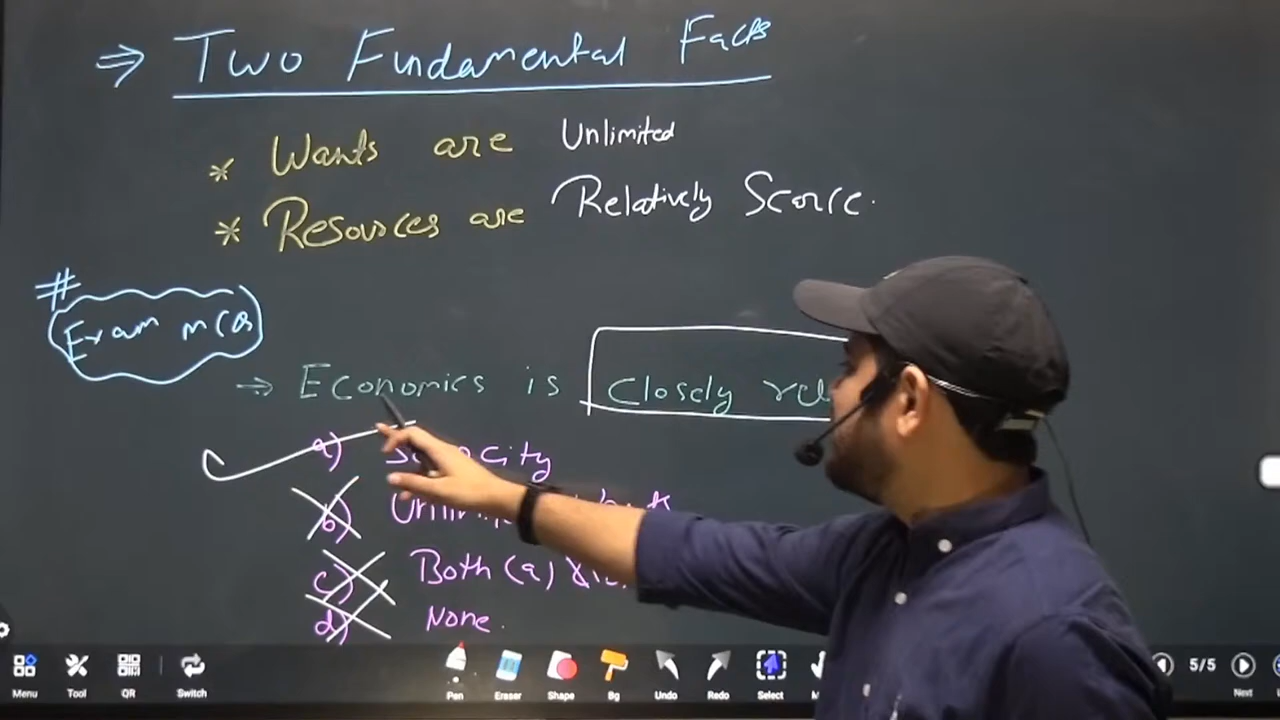 ⇒ Two Fundamental Facts
* Wants are Unlimited
* Resources are Relatively Scarce.
#
Exam MCQ
→ Economics is Closely
a)
b)
c) Both (a) &
d) None.
Menu Tool QR Switch Pen Eraser Shape Bg Undo Redo Select 5/5 Next